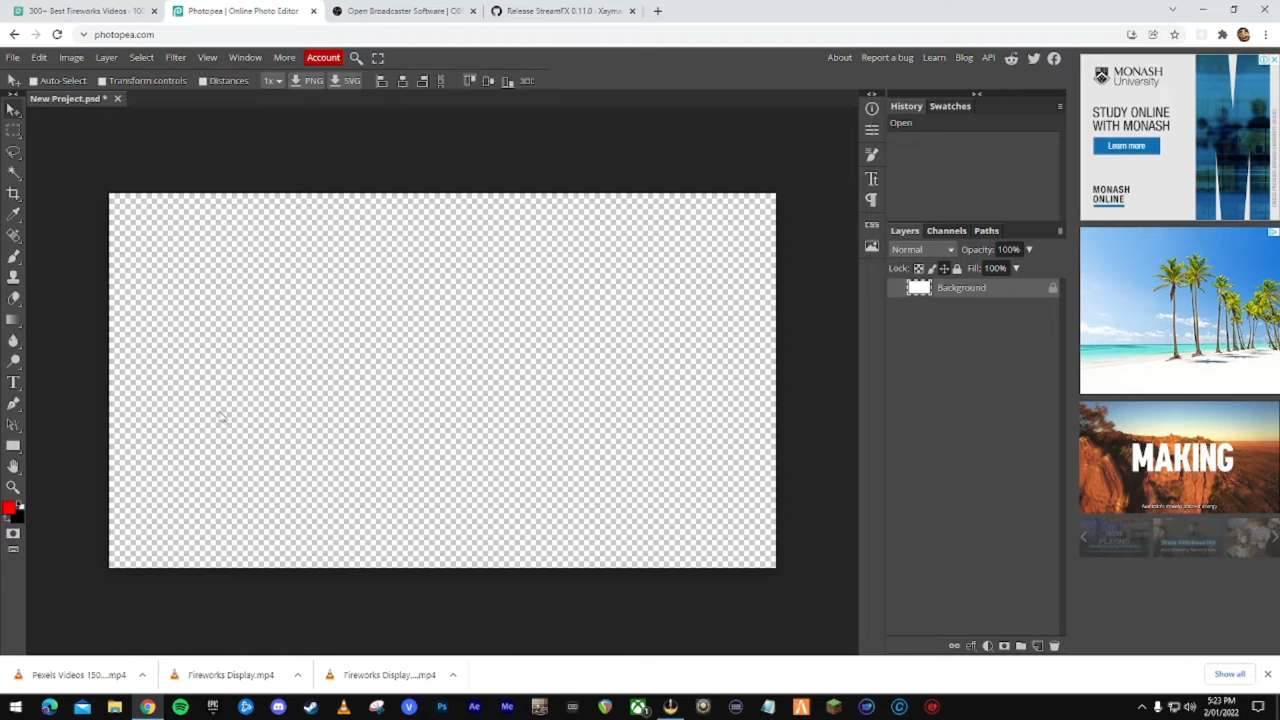 300+ Best Fireworks Videos · 100
Photopea | Online Photo Editor
Open Broadcaster Software | OBS
Release StreamFX 0.11.0 · Xayma
photopea.com
File Edit Image Layer Select Filter View Window More Account
About Report a bug Learn Blog API
Auto-Select Transform controls Distances 1x PNG SVG
New Project.psd *
History Swatches
Open
CSS
Layers Channels Paths
Normal Opacity: 100%
Lock: Fill: 100%
Background
MONASH
University
STUDY ONLINE
WITH MONASH
Learn more
MONASH
ONLINE
MAKING
Pexels Videos 150....mp4
Fireworks Display.mp4
Fireworks Display....mp4
Show all
5:23 PM
2/01/2022